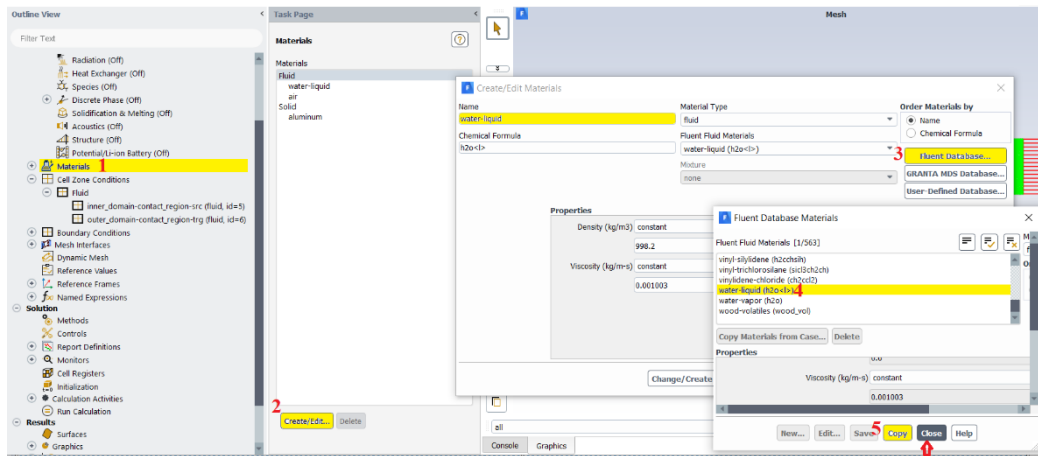 Outline View
Filter Text
Radiation (Off)
Heat Exchanger (Off)
Species (Off)
Discrete Phase (Off)
Solidification & Melting (Off)
Acoustics (Off)
Structure (Off)
Potential/Li-ion Battery (Off)
Materials 1
Cell Zone Conditions
Fluid
inner_domain-contact_region-src (fluid, id=5)
outer_domain-contact_region-trg (fluid, id=6)
Boundary Conditions
Mesh Interfaces
Dynamic Mesh
Reference Values
Reference Frames
Named Expressions
Solution
Methods
Controls
Report Definitions
Monitors
Cell Registers
Initialization
Calculation Activities
Run Calculation
Results
Surfaces
Graphics
Task Page
Materials
Materials
Fluid
water-liquid
air
Solid
aluminum
2
Create/Edit... Delete
Mesh
all
Console Graphics
Create/Edit Materials
Name
water-liquid
Chemical Formula
h2o<l>
Material Type
fluid
Fluent Fluid Materials
water-liquid (h2o<l>)
Mixture
none
Order Materials by
Name
Chemical Formula
3 Fluent Database...
GRANTA MDS Database...
User-Defined Database...
Properties
Density (kg/m3) constant
998.2
Viscosity (kg/m-s) constant
0.001003
Change/Create
Fluent Database Materials
Fluent Fluid Materials [1/563]
vinyl-silylidene (h2cchsih)
vinyl-trichlorosilane (sicl3ch2ch)
vinylidene-chloride (ch2ccl2)
water-liquid (h2o<l>) 4
water-vapor (h2o)
wood-volatiles (wood_vol)
Copy Materials from Case... Delete
Properties
Viscosity (kg/m-s) constant
0.001003
5
New... Edit... Save Copy Close Help